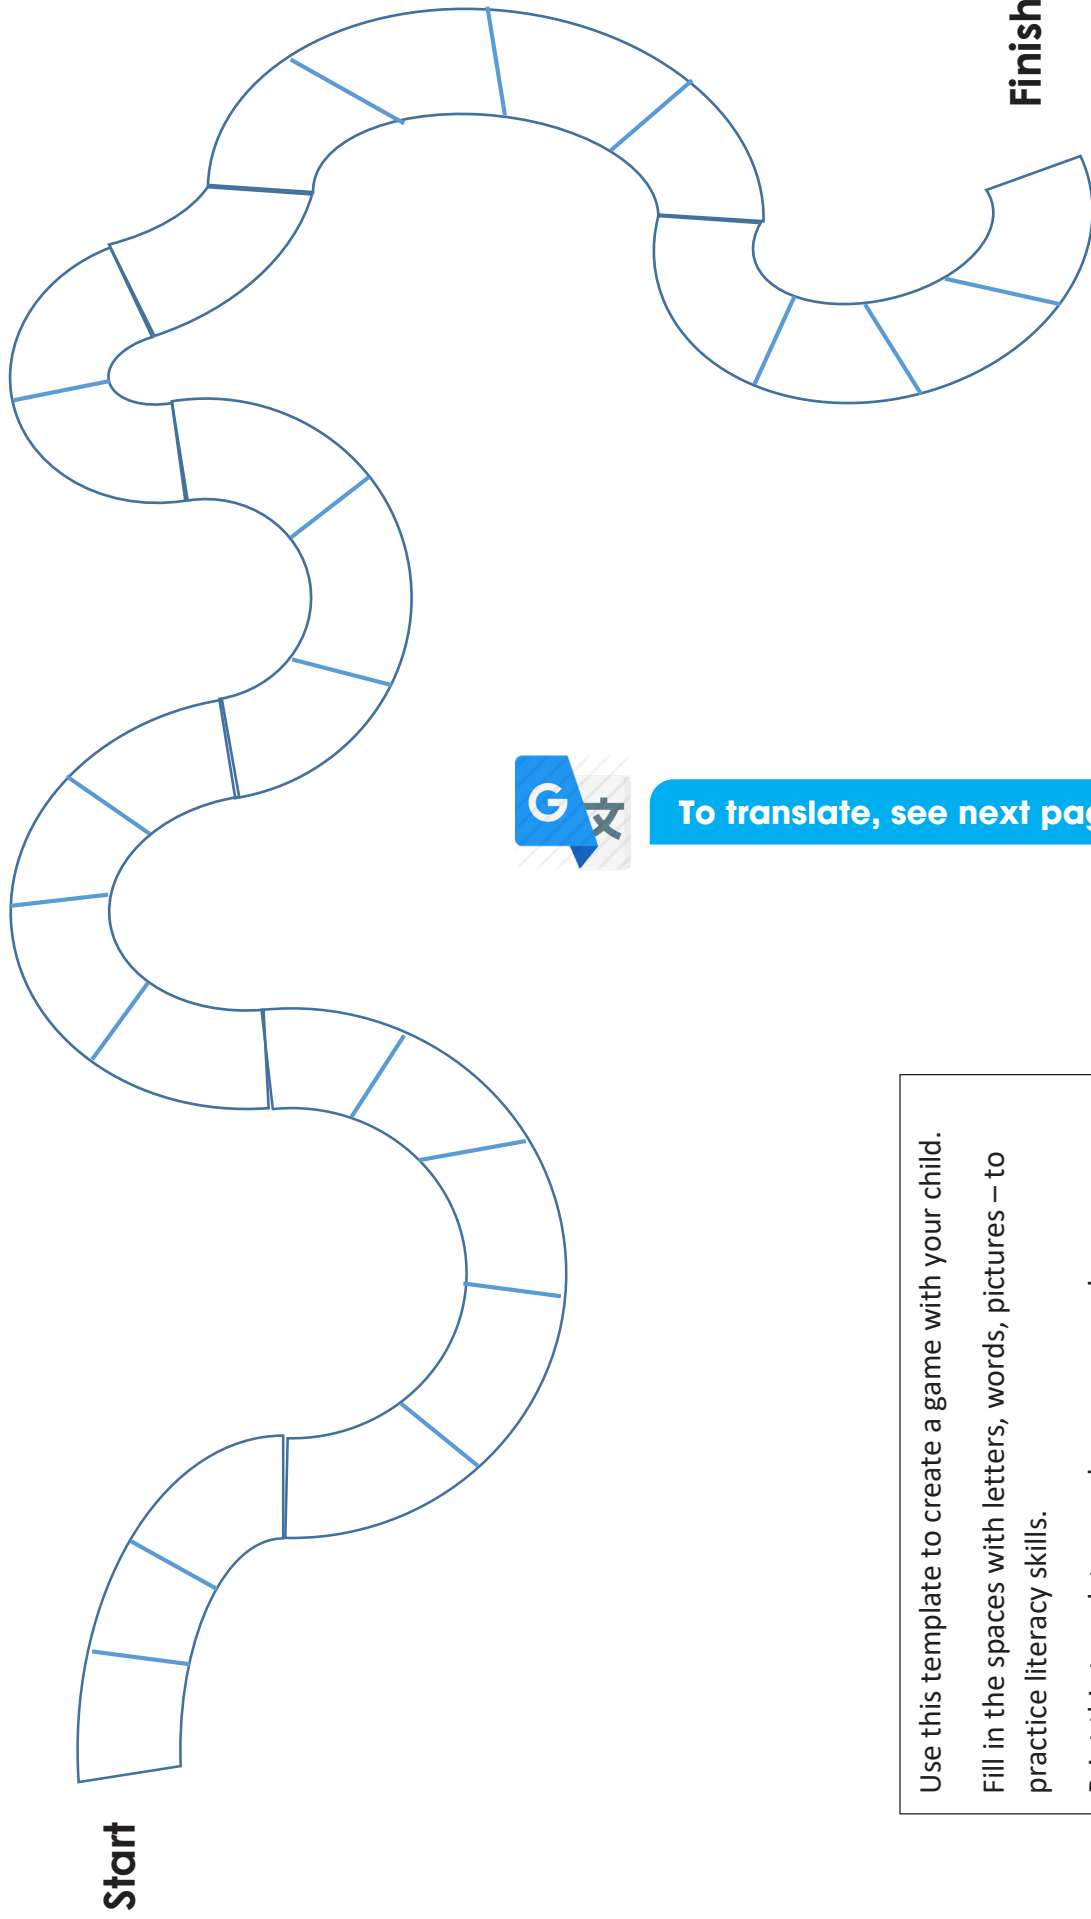 Start
Finish
G 文
To translate, see next
Use this template to create a game with your child.
Fill in the spaces with letters, words, pictures – to
practice literacy skills.